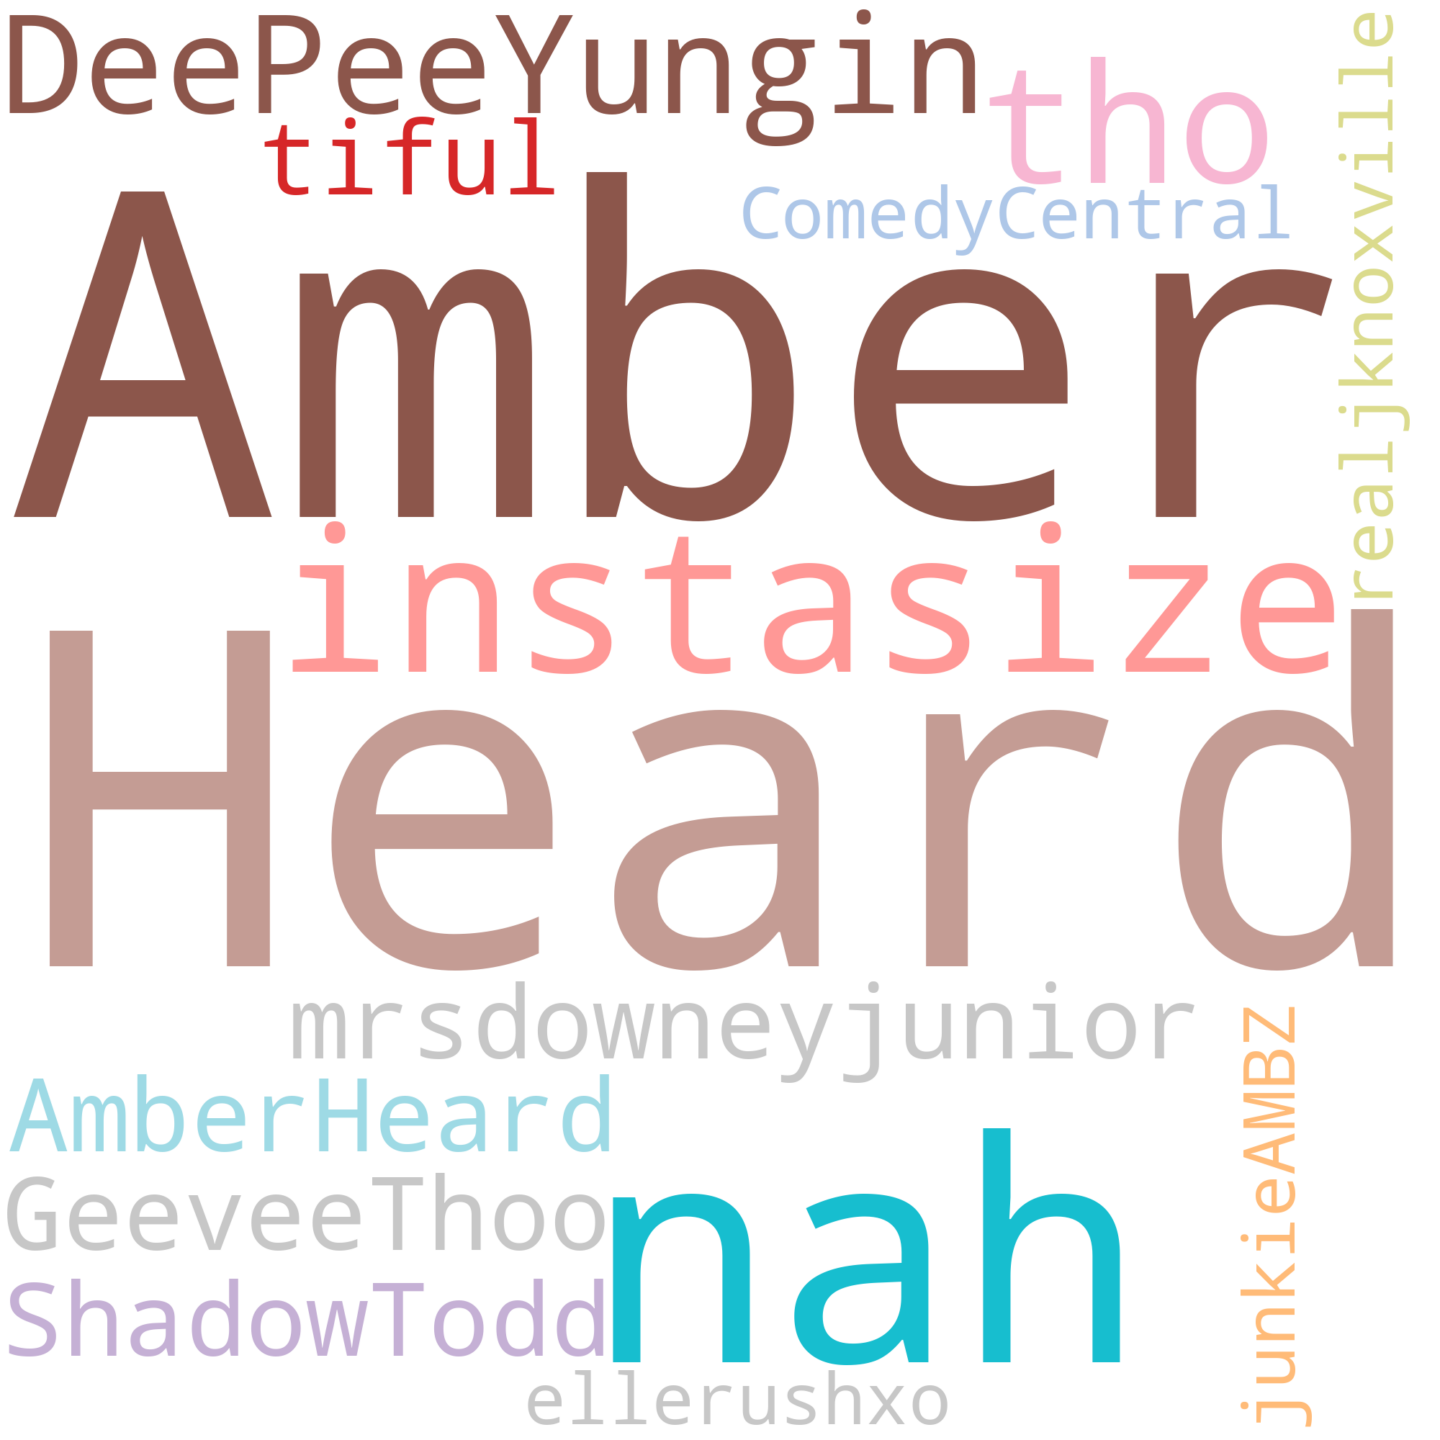 DeePeeYungin
tho
tiful
ComedyCentral
realjknoxville
Amber
instasize
Heard
mrsdowneyjunior
junkieAMBZ
AmberHeard
nah
GeeveeThoo
ShadowTodd
ellerushxo